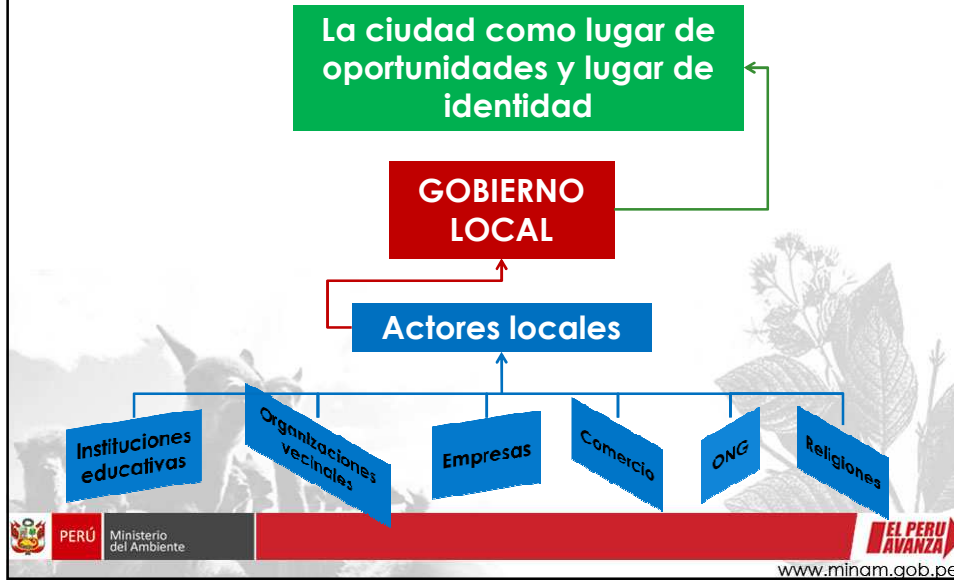 La ciudad como lugar de
oportunidades y lugar de
identidad
GOBIERNO
LOCAL
Actores locales
Instituciones
educativas
Organizaciones
vecinales
Empresas
Comercio
ONG
Religiones
PERÚ
Ministerio
del Ambiente
EL PERU
AVANZA
www.minam.gob.pe